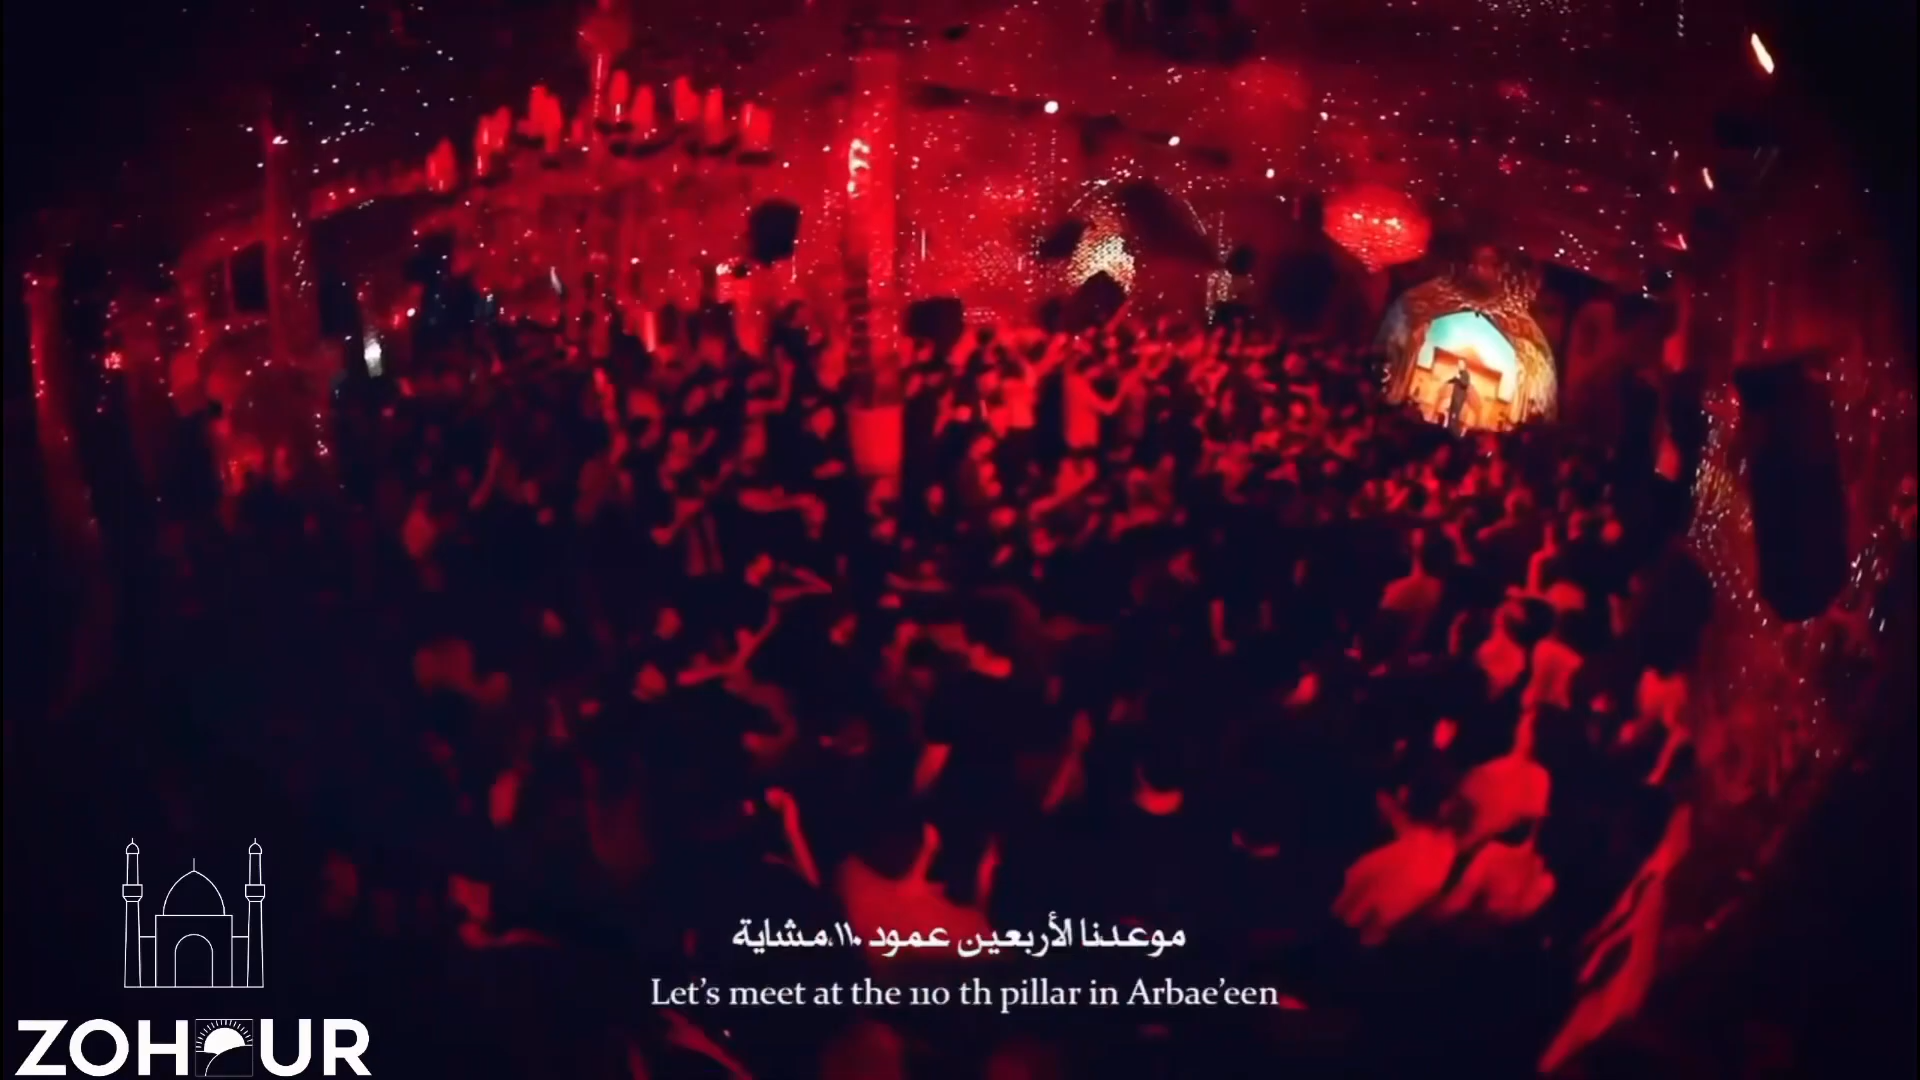 موعدنا الأربعين عمود ١١٠،مشاية
Let's meet at the 110 th pillar in Arbae'een
ZOHOUR